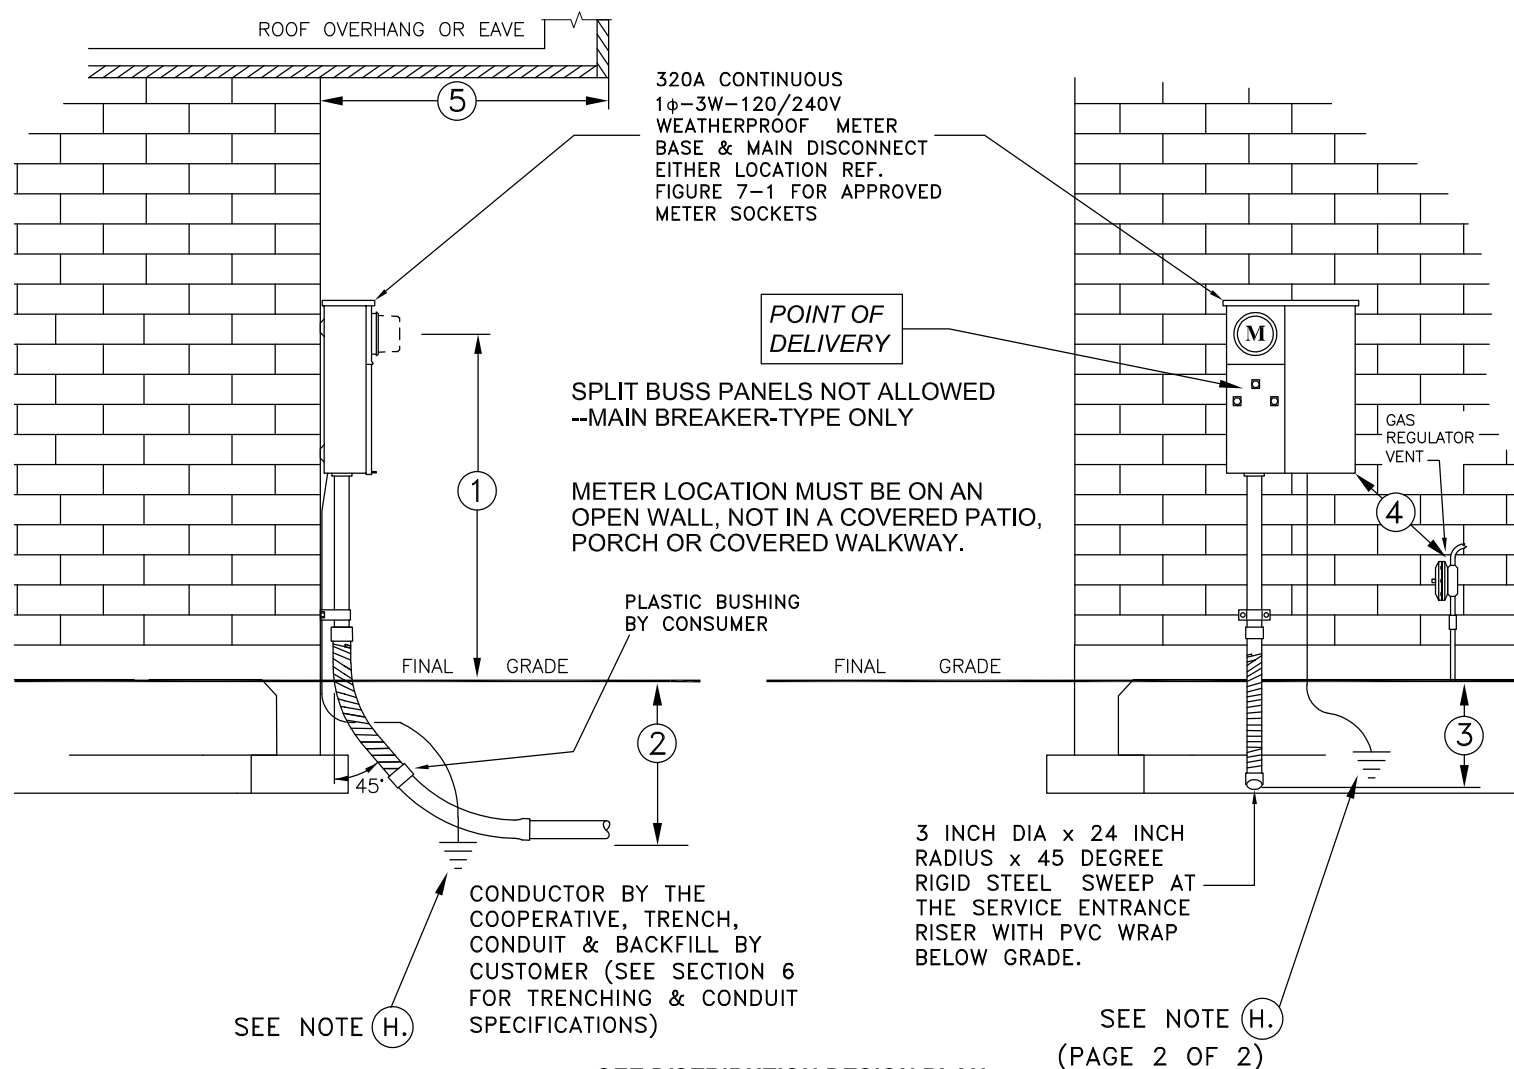 ROOF OVERHANG OR EAVE
5
320A CONTINUOUS
1φ-3W-120/240V
WEATHERPROOF METER
BASE & MAIN DISCONNECT
EITHER LOCATION REF.
FIGURE 7-1 FOR APPROVED
METER SOCKETS
POINT OF
DELIVERY
M
SPLIT BUSS PANELS NOT ALLOWED
--MAIN BREAKER-TYPE ONLY
GAS
REGULATOR
VENT
1
4
METER LOCATION MUST BE ON AN
OPEN WALL, NOT IN A COVERED PATIO,
PORCH OR COVERED WALKWAY.
PLASTIC BUSHING
BY CONSUMER
FINAL GRADE
FINAL GRADE
2
3
45°
3 INCH DIA x 24 INCH
RADIUS x 45 DEGREE
RIGID STEEL SWEEP AT
THE SERVICE ENTRANCE
RISER WITH PVC WRAP
BELOW GRADE.
CONDUCTOR BY THE
COOPERATIVE, TRENCH,
CONDUIT & BACKFILL BY
CUSTOMER (SEE SECTION 6
FOR TRENCHING & CONDUIT
SPECIFICATIONS)
SEE NOTE H.
SEE NOTE H.
(PAGE 2 OF 2)